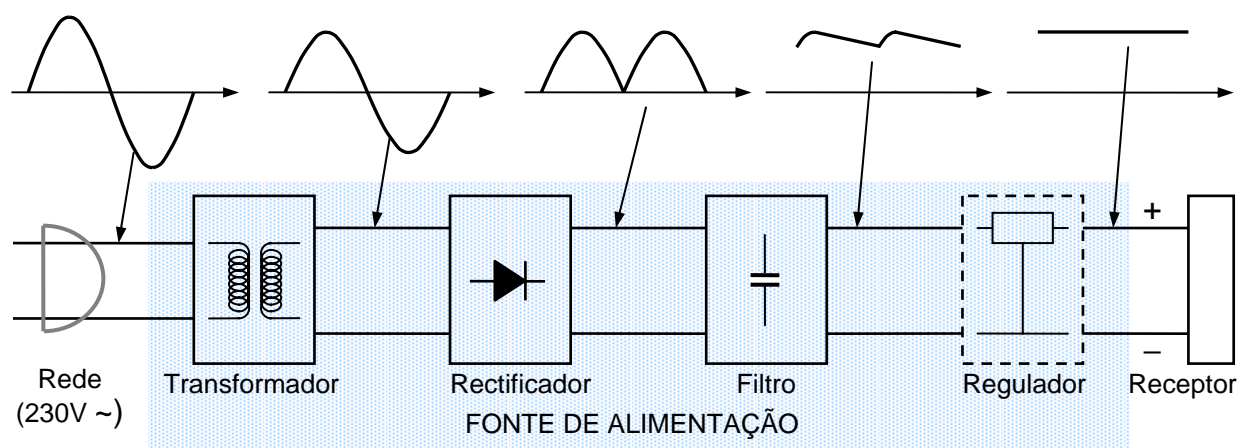 +
–
Rede
(230V ~)
Transformador
Rectificador
Filtro
Regulador
Receptor
FONTE DE ALIMENTAÇÃO